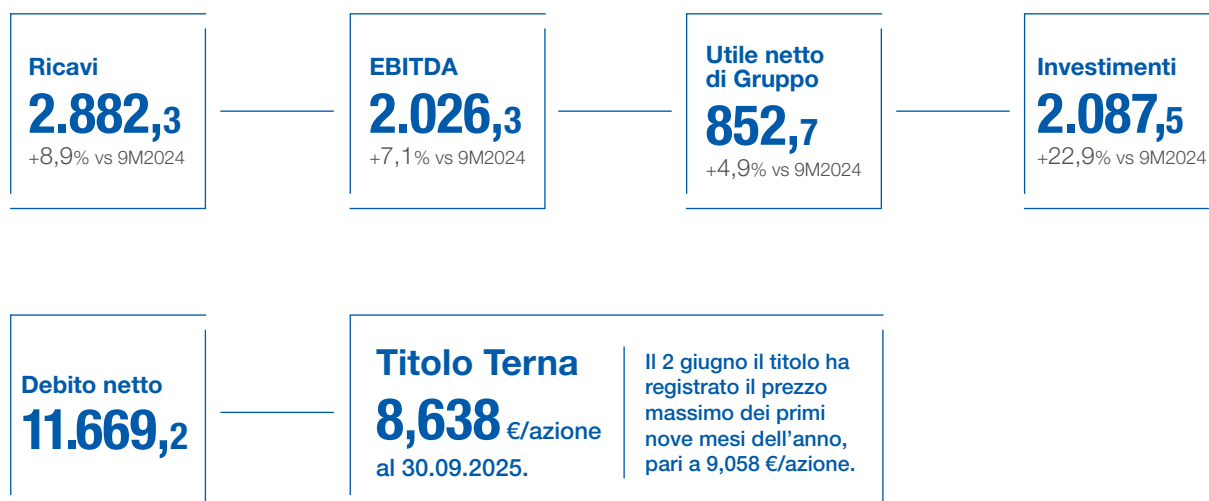 Ricavi
2.882,3
+8,9% vs 9M2024
EBITDA
2.026,3
+7,1% vs 9M2024
Utile netto
di Gruppo
852,7
+4,9% vs 9M2024
Investimenti
2.087,5
+22,9% vs 9M2024
Debito netto
11.669,2
Titolo Terna
8,638 €/azione
al 30.09.2025.
Il 2 giugno il titolo ha
registrato il prezzo
massimo dei primi
nove mesi dell’anno,
pari a 9,058 €/azione.